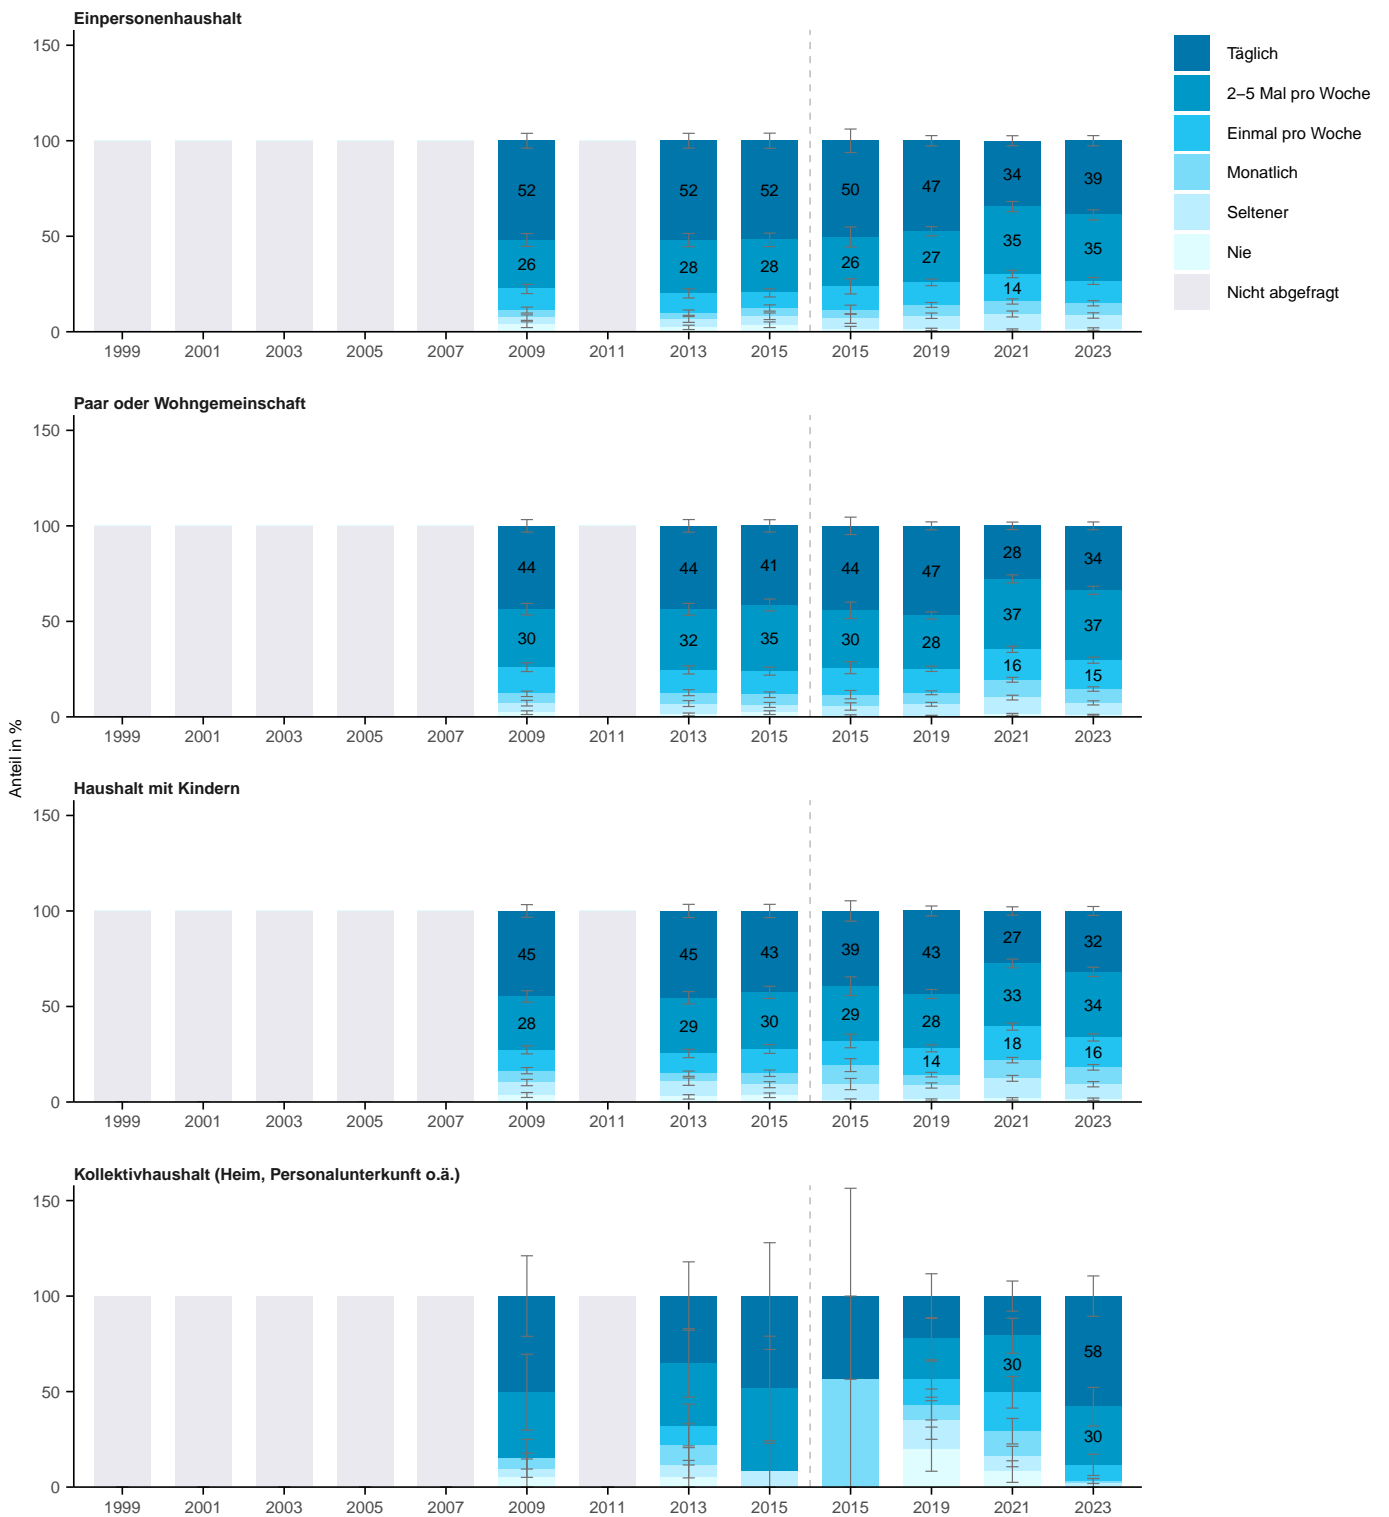 Einpersonenhaushalt
150
100
50
0
52 26 52 28 52 28 50 26 47 27 34 35 14 39 35
1999 2001 2003 2005 2007 2009 2011 2013 2015 2015 2019 2021 2023
Täglich
2–5 Mal pro Woche
Einmal pro Woche
Monatlich
Seltener
Nie
Nicht abgefragt
Anteil in %
Paar oder Wohngemeinschaft
150
100
50
0
44 30 44 32 41 35 44 30 47 28 28 37 16 34 37 15
1999 2001 2003 2005 2007 2009 2011 2013 2015 2015 2019 2021 2023
Haushalt mit Kindern
150
100
50
0
45 28 45 29 43 30 39 29 43 28 14 27 33 18 32 34 16
1999 2001 2003 2005 2007 2009 2011 2013 2015 2015 2019 2021 2023
Kollektivhaushalt (Heim, Personalunterkunft o.ä.)
150
100
50
0
30 58 30
1999 2001 2003 2005 2007 2009 2011 2013 2015 2015 2019 2021 2023